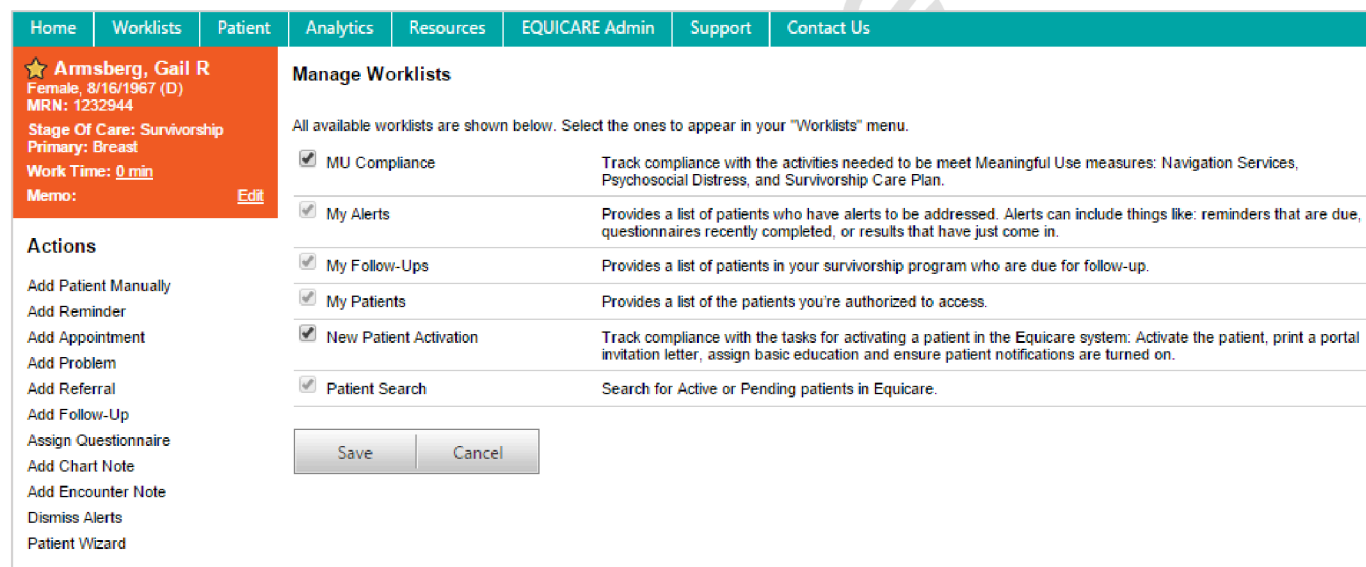 Home Worklists Patient Analytics Resources EQUICARE Admin Support Contact Us
Armsberg, Gail R
Female, 8/16/1967 (D)
MRN: 1232944
Stage Of Care: Survivorship
Primary: Breast
Work Time: 0 min
Memo: Edit
Actions
Add Patient Manually
Add Reminder
Add Appointment
Add Problem
Add Referral
Add Follow-Up
Assign Questionnaire
Add Chart Note
Add Encounter Note
Dismiss Alerts
Patient Wizard
Manage Worklists
All available worklists are shown below. Select the ones to appear in your "Worklists" menu.
MU Compliance Track compliance with the activities needed to be meet Meaningful Use measures: Navigation Services,
Psychosocial Distress, and Survivorship Care Plan.
My Alerts Provides a list of patients who have alerts to be addressed. Alerts can include things like: reminders that are due,
questionnaires recently completed, or results that have just come in.
My Follow-Ups Provides a list of patients in your survivorship program who are due for follow-up.
My Patients Provides a list of the patients you're authorized to access.
New Patient Activation Track compliance with the tasks for activating a patient in the Equicare system: Activate the patient, print a portal
invitation letter, assign basic education and ensure patient notifications are turned on.
Patient Search Search for Active or Pending patients in Equicare.
Save Cancel